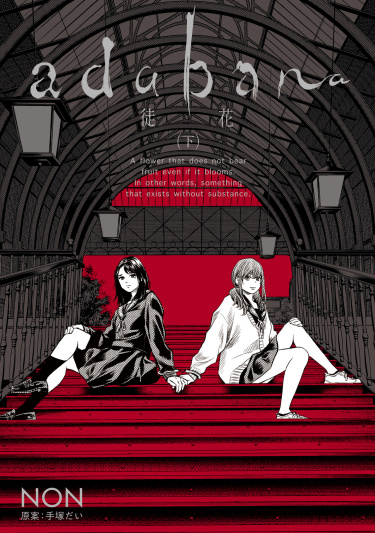 adabana
徒花
（下）
A flower that does not bear
fruit even if it blooms.
In other words, something
that exists without substance.
NON
原案：手塚だい